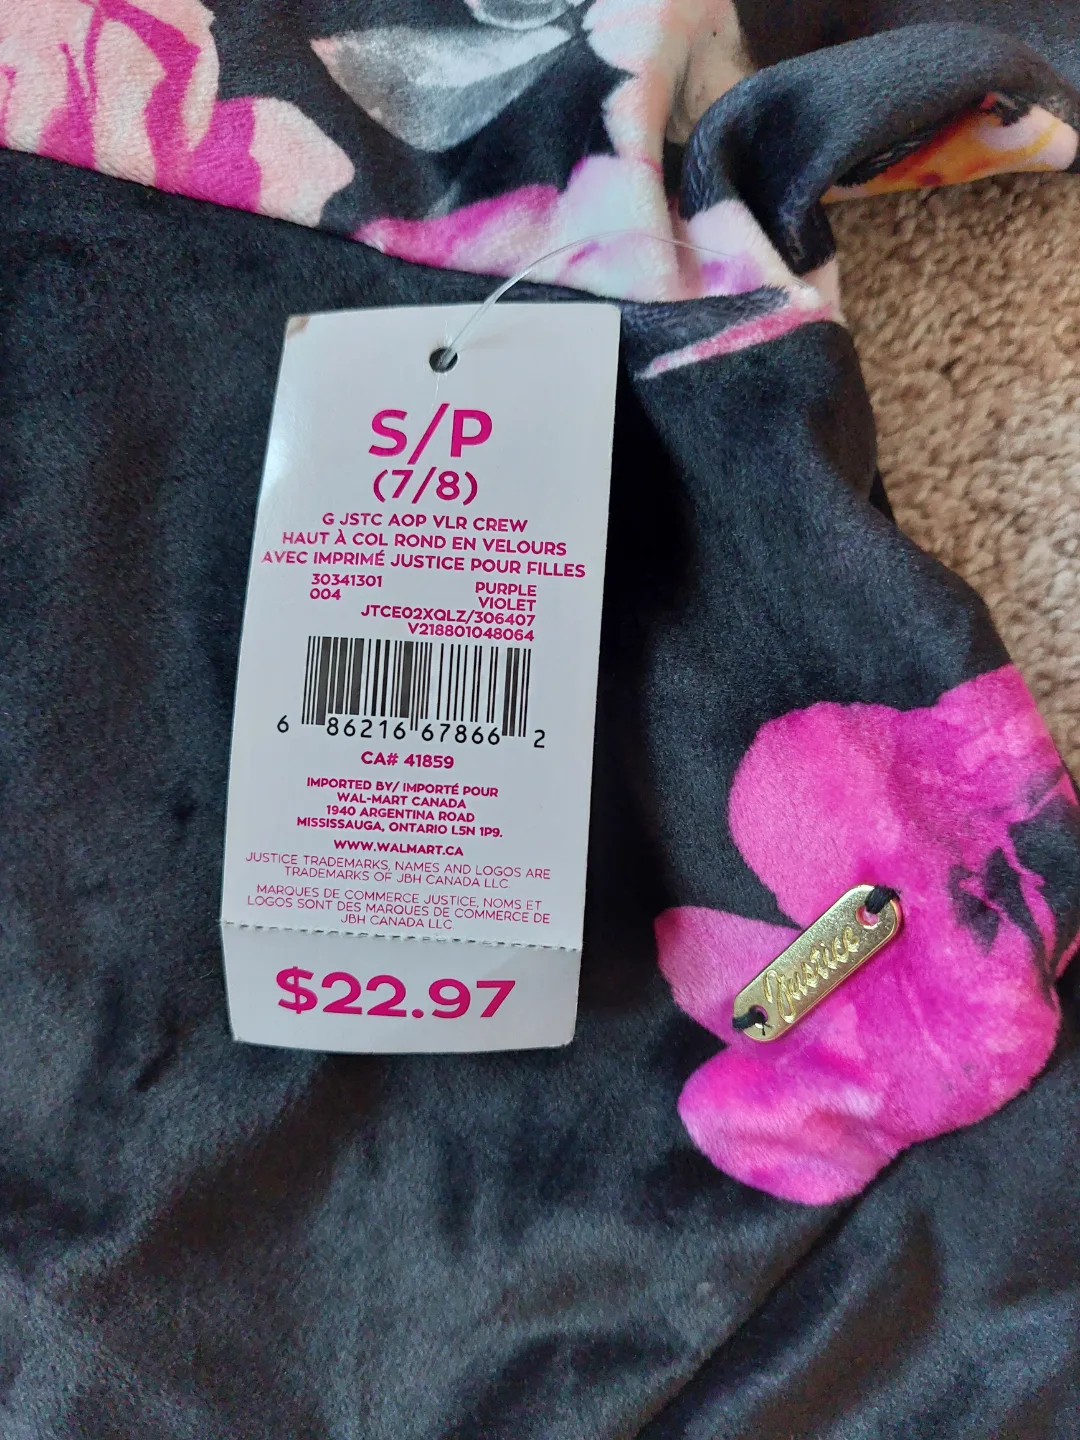 S/P
(7/8)
G JSTC AOP VLR CREW
HAUT À COL ROND EN VELOURS
AVEC IMPRIMÉ JUSTICE POUR FILLES
30341301 PURPLE
004 VIOLET
JTCE02XQLZ/306407
V218801048064
6 86216 67866 2
CA# 41859
IMPORTED BY/ IMPORTÉ POUR
WAL-MART CANADA
1940 ARGENTINA ROAD
MISSISSAUGA, ONTARIO L5N 1P9.
WWW.WALMART.CA
JUSTICE TRADEMARKS, NAMES AND LOGOS ARE
TRADEMARKS OF JBH CANADA LLC.
MARQUES DE COMMERCE JUSTICE, NOMS ET
LOGOS SONT DES MARQUES DE COMMERCE DE
JBH CANADA LLC
$22.97
Justice